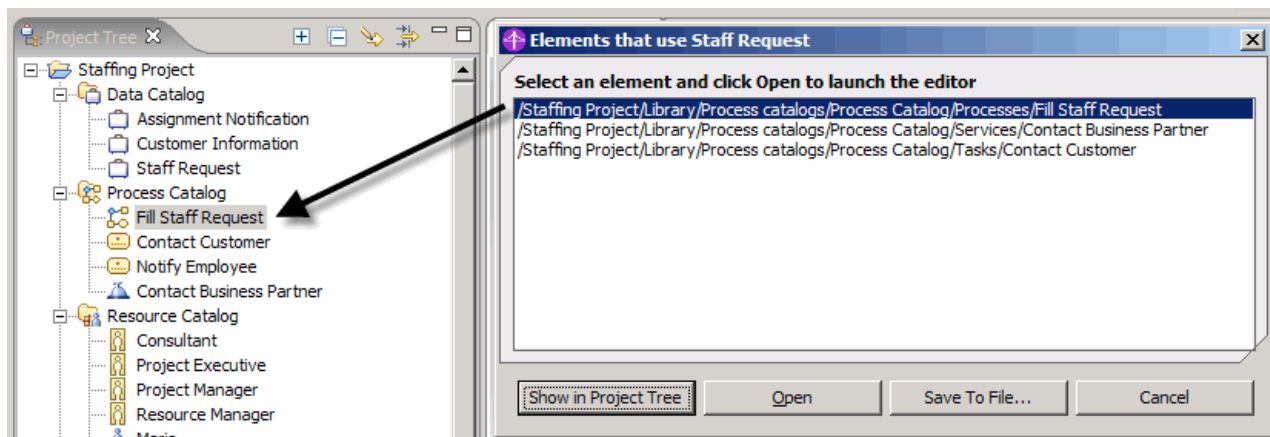 Project Tree
Staffing Project
Data Catalog
Assignment Notification
Customer Information
Staff Request
Process Catalog
Fill Staff Request
Contact Customer
Notify Employee
Contact Business Partner
Resource Catalog
Consultant
Project Executive
Project Manager
Resource Manager
Elements that use Staff Request
Select an element and click Open to launch the editor
/Staffing Project/Library/Process catalogs/Process Catalog/Processes/Fill Staff Request
/Staffing Project/Library/Process catalogs/Process Catalog/Services/Contact Business Partner
/Staffing Project/Library/Process catalogs/Process Catalog/Tasks/Contact Customer
Show in Project Tree
Open
Save To File...
Cancel